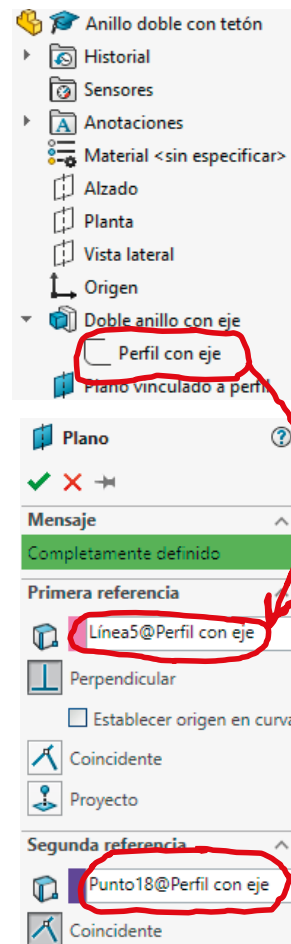 Anillo doble con tetón
Historial
Sensores
Anotaciones
Material <sin especificar>
Alzado
Planta
Vista lateral
Origen
Doble anillo con eje
Perfil con eje
Plano vinculado a perfil
Plano
?
Mensaje
Completamente definido
Primera referencia
Línea5@Perfil con eje
Perpendicular
Establecer origen en curva
Coincidente
Proyecto
Segunda referencia
Punto18@Perfil con eje
Coincidente